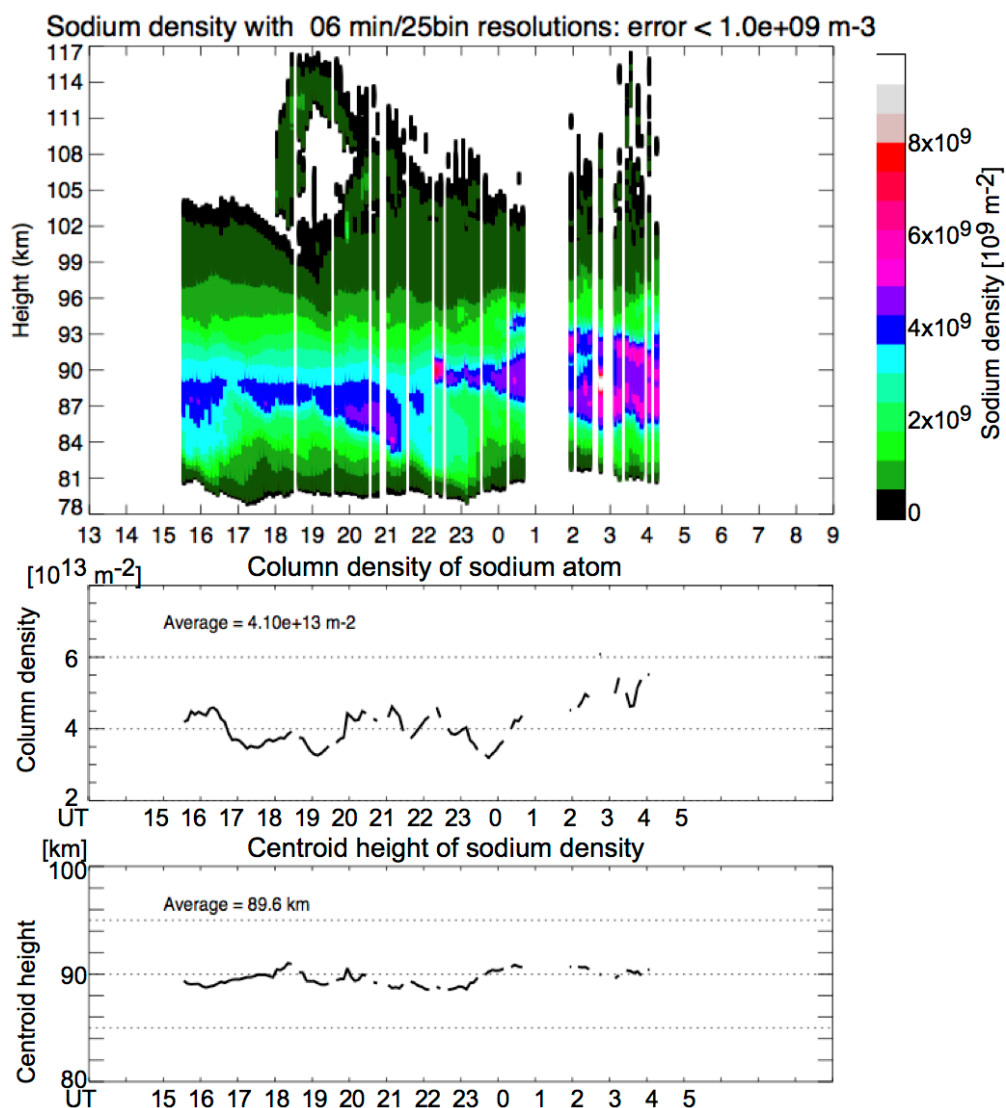 Sodium density with 06 min/25bin resolutions: error < 1.0e+09 m-3
117
114
111
108
105
102
99
96
93
90
87
84
81
78
Height (km)
13 14 15 16 17 18 19 20 21 22 23 0 1 2 3 4 5 6 7 8 9
8x10⁹
6x10⁹
4x10⁹
2x10⁹
0
Sodium density [10⁹ m-2]
[10¹³ m-2]
Column density of sodium atom
Average = 4.10e+13 m-2
6
4
2
Column density
UT 15 16 17 18 19 20 21 22 23 0 1 2 3 4 5
[km]
Centroid height of sodium density
100
Average = 89.6 km
90
80
Centroid height
UT 15 16 17 18 19 20 21 22 23 0 1 2 3 4 5